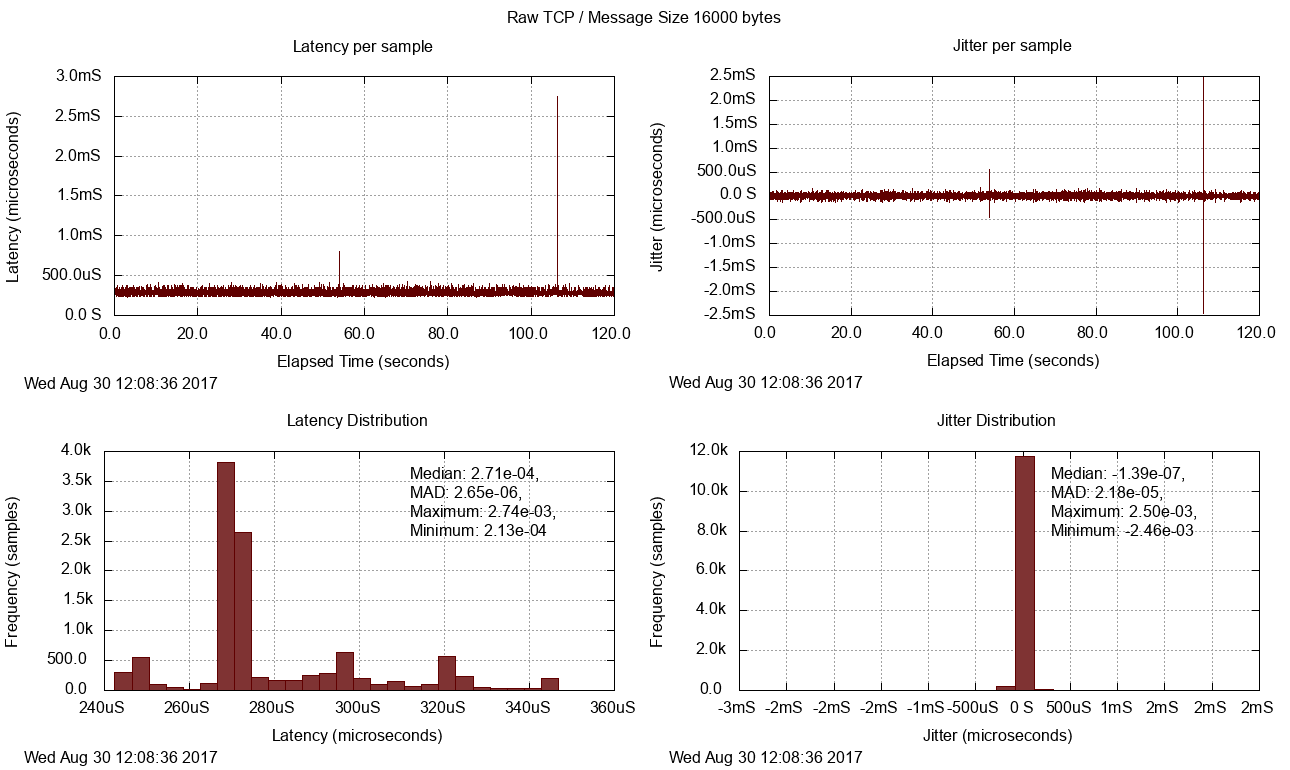 Raw TCP / Message Size 16000 bytes
Latency per sample
3.0mS
2.5mS
2.0mS
1.5mS
1.0mS
500.0uS
0.0 S
Latency (microseconds)
0.0 20.0 40.0 60.0 80.0 100.0 120.0
Elapsed Time (seconds)
Wed Aug 30 12:08:36 2017
Jitter per sample
2.5mS
2.0mS
1.5mS
1.0mS
500.0uS
0.0 S
-500.0uS
-1.0mS
-1.5mS
-2.0mS
-2.5mS
Jitter (microseconds)
0.0 20.0 40.0 60.0 80.0 100.0 120.0
Elapsed Time (seconds)
Wed Aug 30 12:08:36 2017
Latency Distribution
4.0k
3.5k
3.0k
2.5k
2.0k
1.5k
1.0k
500.0
0.0
Frequency (samples)
Median: 2.71e-04,
MAD: 2.65e-06,
Maximum: 2.74e-03,
Minimum: 2.13e-04
240uS 260uS 280uS 300uS 320uS 340uS 360uS
Latency (microseconds)
Wed Aug 30 12:08:36 2017
Jitter Distribution
12.0k
10.0k
8.0k
6.0k
4.0k
2.0k
0.0
Frequency (samples)
Median: -1.39e-07,
MAD: 2.18e-05,
Maximum: 2.50e-03,
Minimum: -2.46e-03
-3mS -2mS -2mS -2mS -1mS -500uS 0 S 500uS 1mS 2mS 2mS 2mS
Jitter (microseconds)
Wed Aug 30 12:08:36 2017